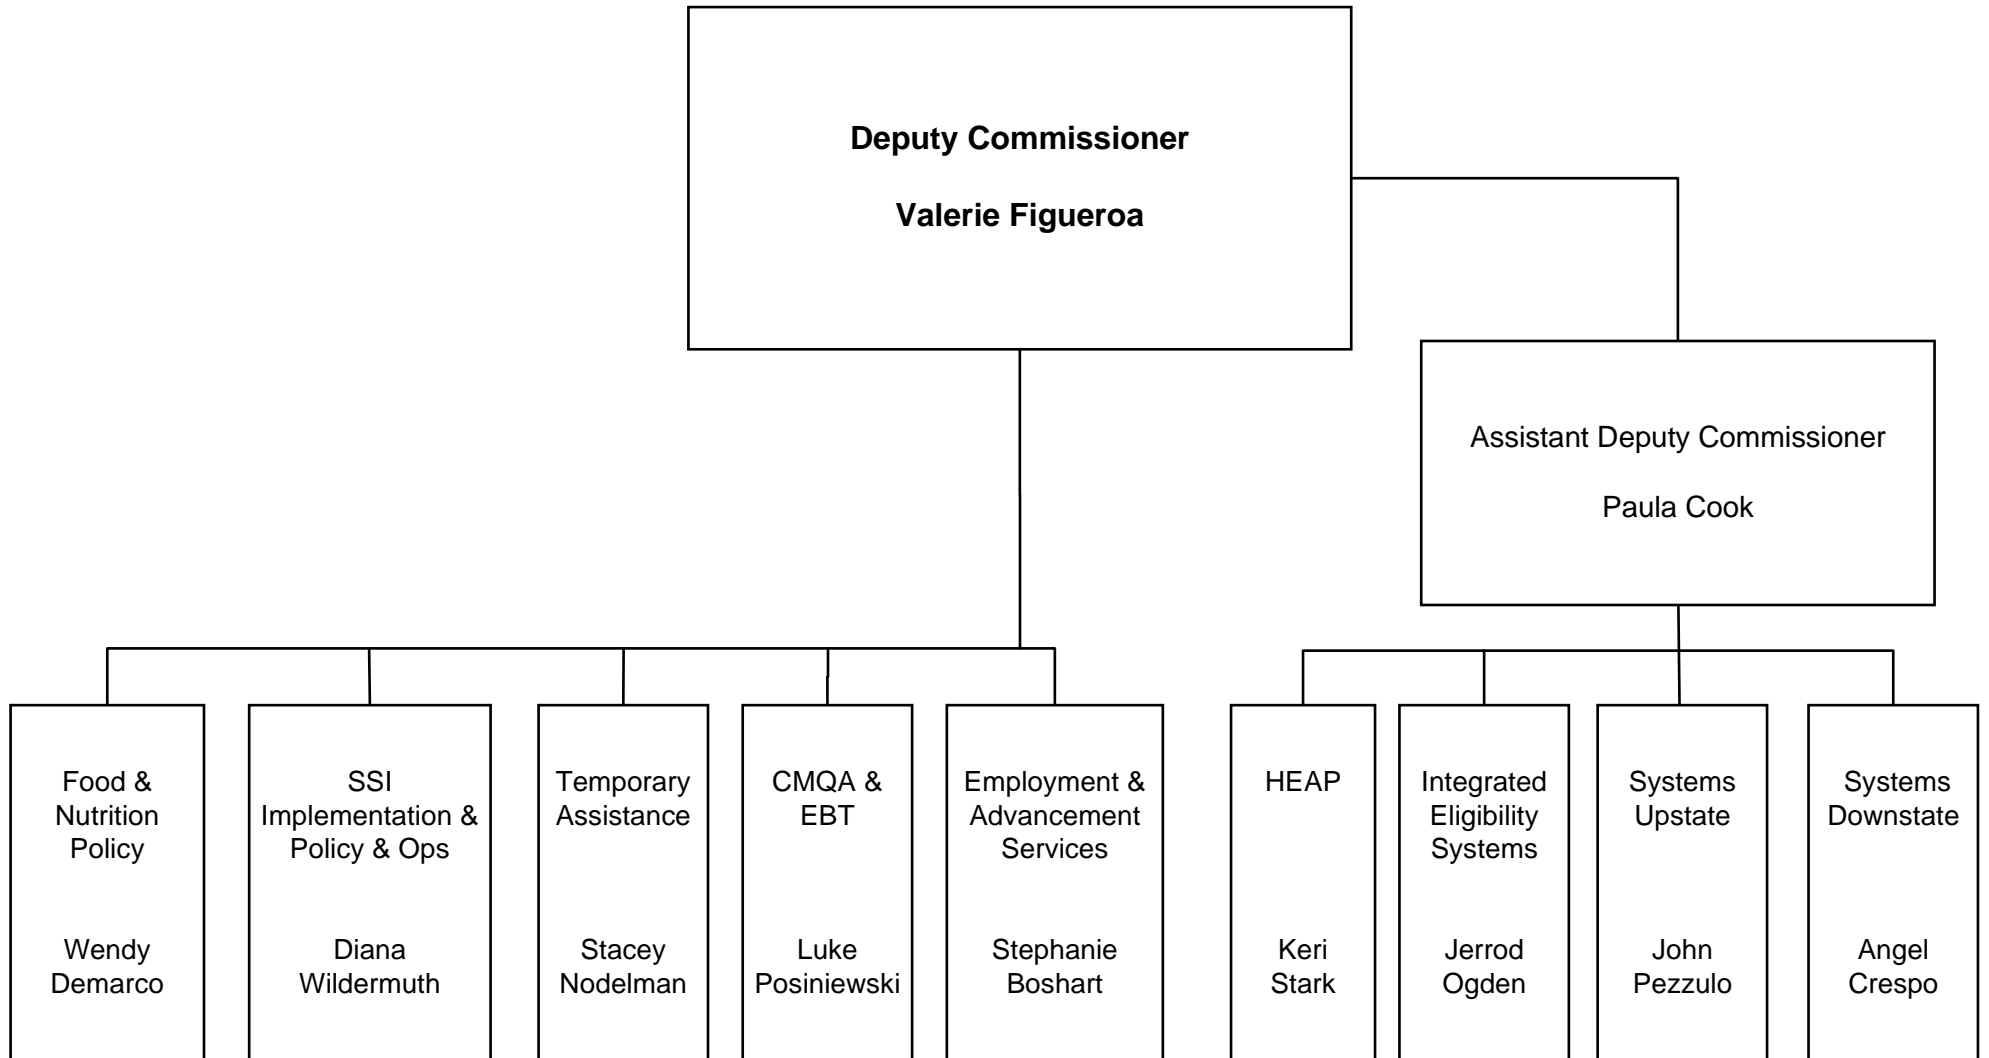 Deputy Commissioner
Valerie Figueroa
Assistant Deputy Commissioner
Paula Cook
Food &
Nutrition
Policy
Wendy
Demarco
SSI
Implementation &
Policy & Ops
Diana
Wildermuth
Temporary
Assistance
Stacey
Nodelman
CMQA &
EBT
Luke
Posiniewski
Employment &
Advancement
Services
Stephanie
Boshart
HEAP
Keri
Stark
Integrated
Eligibility
Systems
Jerrod
Ogden
Systems
Upstate
John
Pezzulo
Systems
Downstate
Angel
Crespo